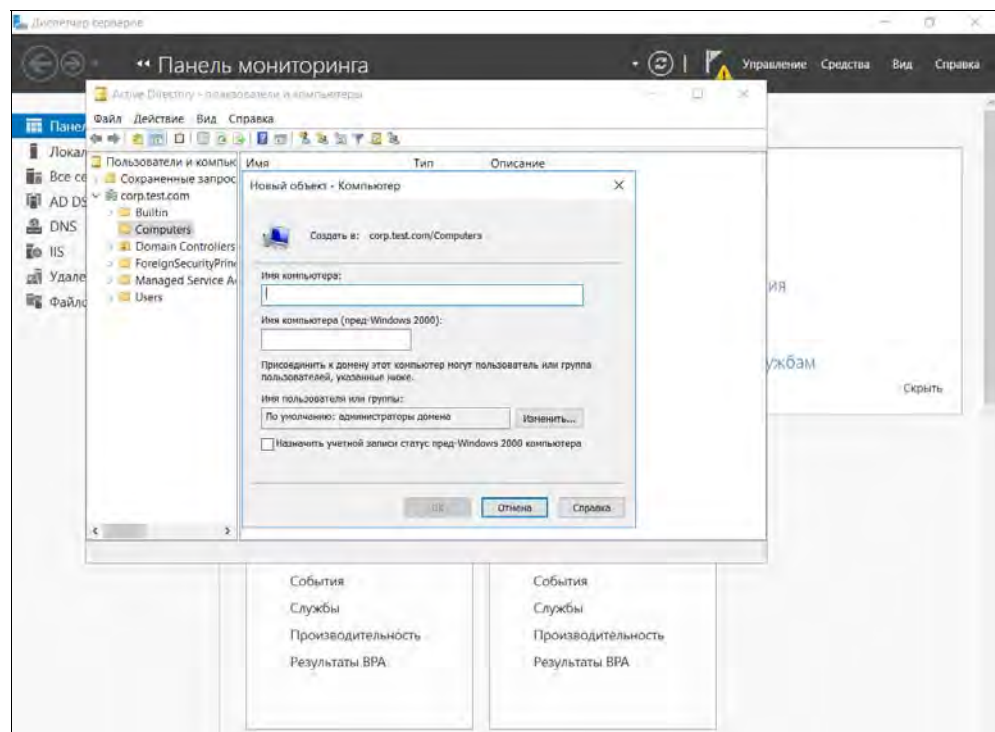 Диспетчер серверов
Панель мониторинга
Управление Средства Вид Справка
Active Directory - пользователи и компьютеры
Файл Действие Вид Справка
Панел
Локал
Все се
AD DS
DNS
IIS
Удале
Файло
Пользователи и компьк
Сохраненные запрос
corp.test.com
Builtin
Computers
Domain Controllers
ForeignSecurityPrin
Managed Service A
Users
Имя Тип Описание
Новый объект - Компьютер
Создать в: corp.test.com/Computers
Имя компьютера:
Имя компьютера (пред-Windows 2000):
Присоединить к домену этот компьютер могут пользователь или группа
пользователей, указанные ниже.
Имя пользователя или группы:
По умолчанию: администраторы домена
Изменить...
Назначить учетной записи статус пред-Windows 2000 компьютера
ОК Отмена Справка
ия
ужбам
Скрыть
События
Службы
Производительность
Результаты BPA
События
Службы
Производительность
Результаты BPA